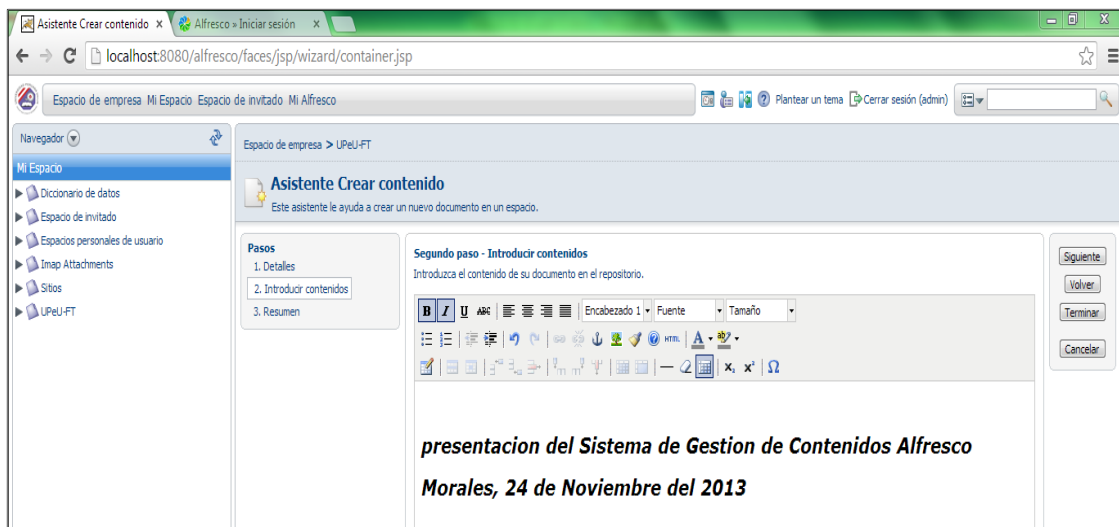 Asistente Crear contenido x Alfresco » Iniciar sesión x
localhost:8080/alfresco/faces/jsp/wizard/container.jsp
Espacio de empresa Mi Espacio Espacio de invitado Mi Alfresco Plantear un tema Cerrar sesión (admin)
Navegador
Espacio de empresa > UPeU-FT
Mi Espacio
Diccionario de datos
Espacio de invitado
Espacios personales de usuario
Imap Attachments
Sitios
UPeU-FT
Asistente Crear contenido
Este asistente le ayuda a crear un nuevo documento en un espacio.
Pasos
1. Detalles
2. Introducir contenidos
3. Resumen
Segundo paso - Introducir contenidos
Introduzca el contenido de su documento en el repositorio.
B I U ABC Encabezado 1 Fuente Tamaño
HTML A ab
x₂ x² Ω
presentacion del Sistema de Gestion de Contenidos Alfresco
Morales, 24 de Noviembre del 2013
Siguiente
Volver
Terminar
Cancelar